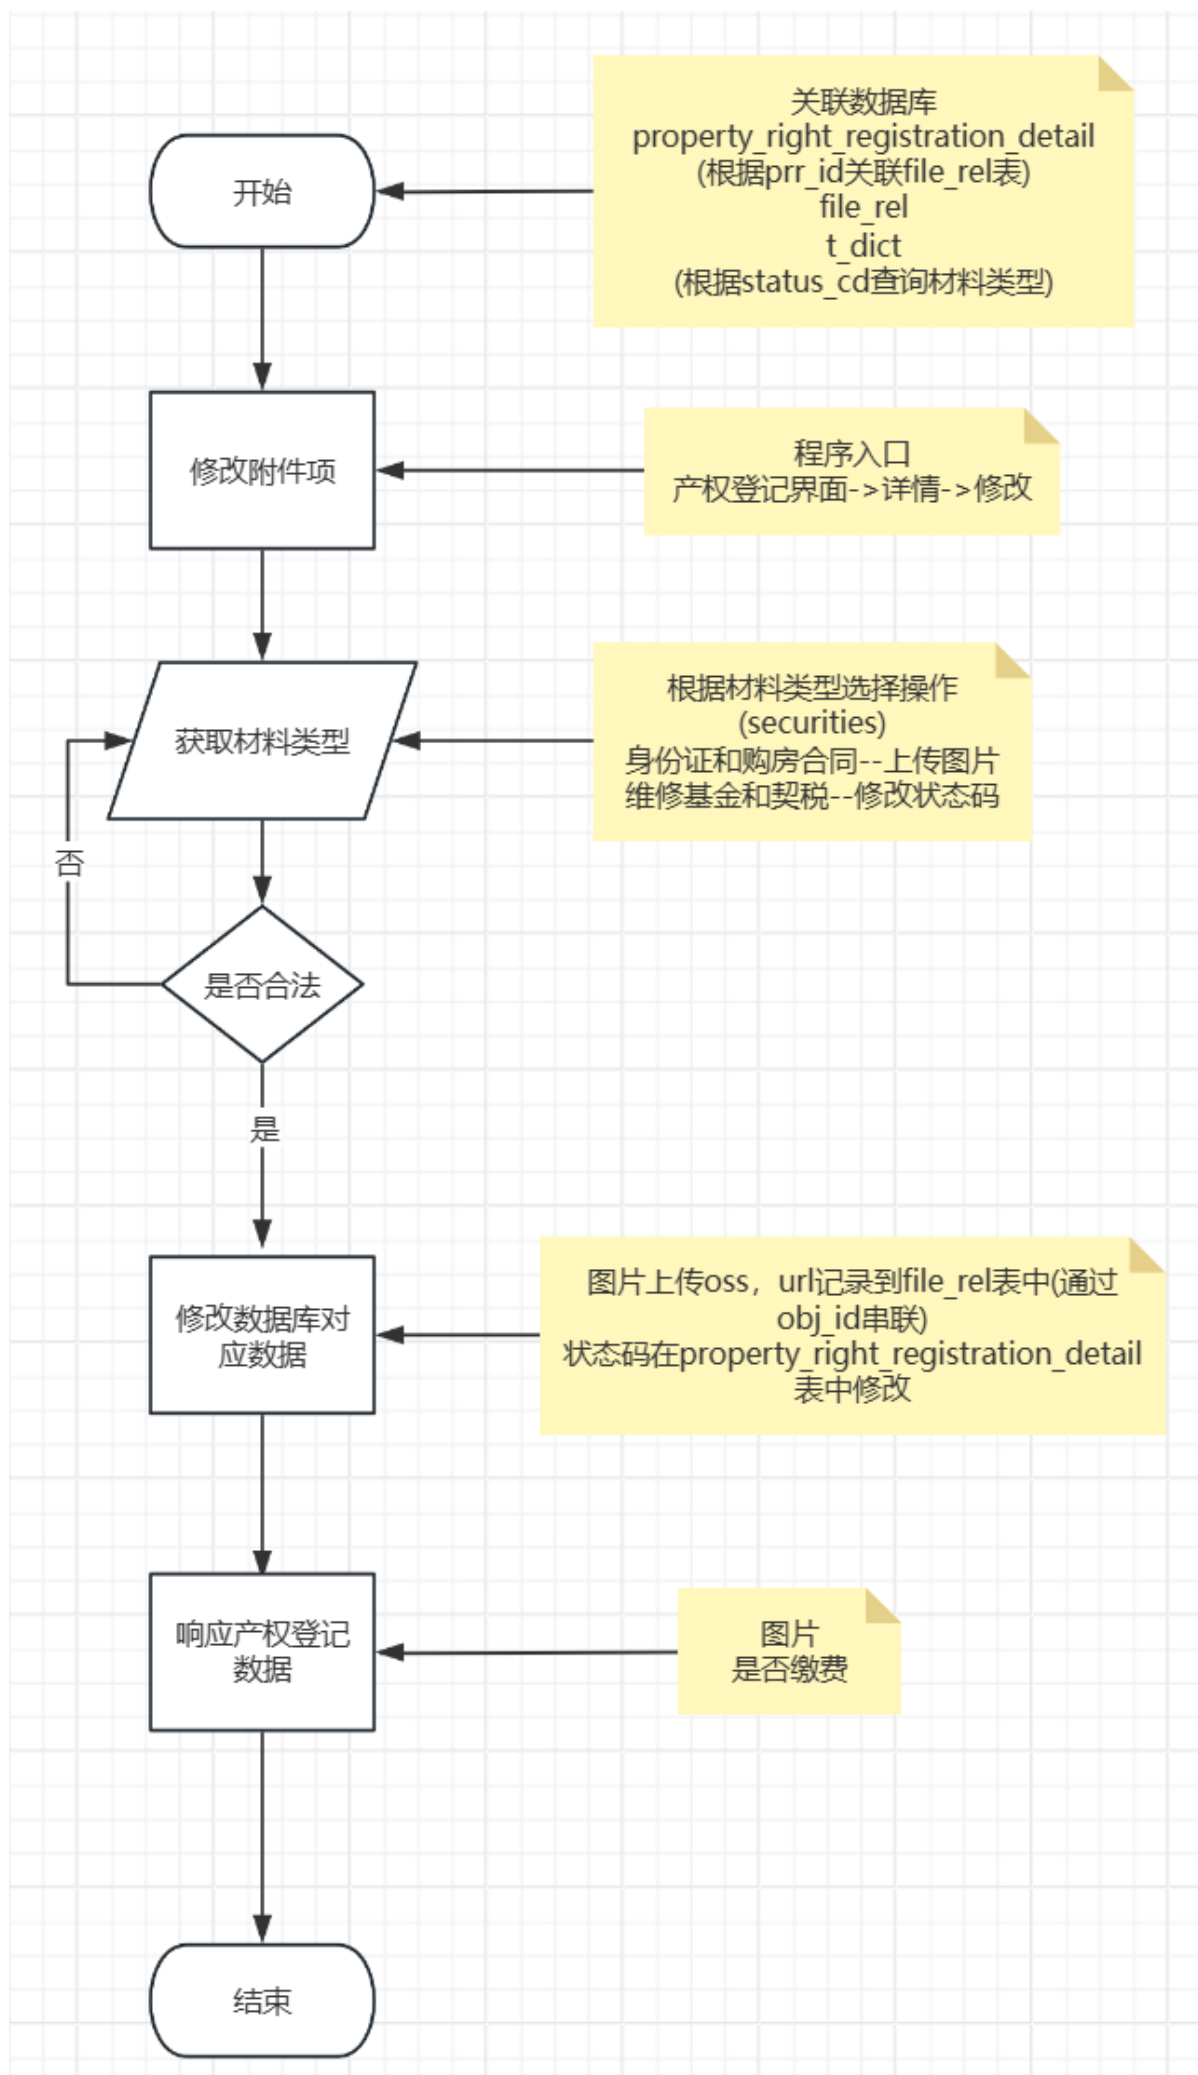 关联数据库
property_right_registration_detail
(根据prr_id关联file_rel表)
file_rel
t_dict
(根据status_cd查询材料类型)
开始
修改附件项
程序入口
产权登记界面->详情->修改
获取材料类型
根据材料类型选择操作
(securities)
身份证和购房合同--上传图片
维修基金和契税--修改状态码
否
是否合法
是
修改数据库对
应数据
图片上传oss，url记录到file_rel表中(通过
obj_id串联)
状态码在property_right_registration_detail
表中修改
响应产权登记
数据
图片
是否缴费
结束